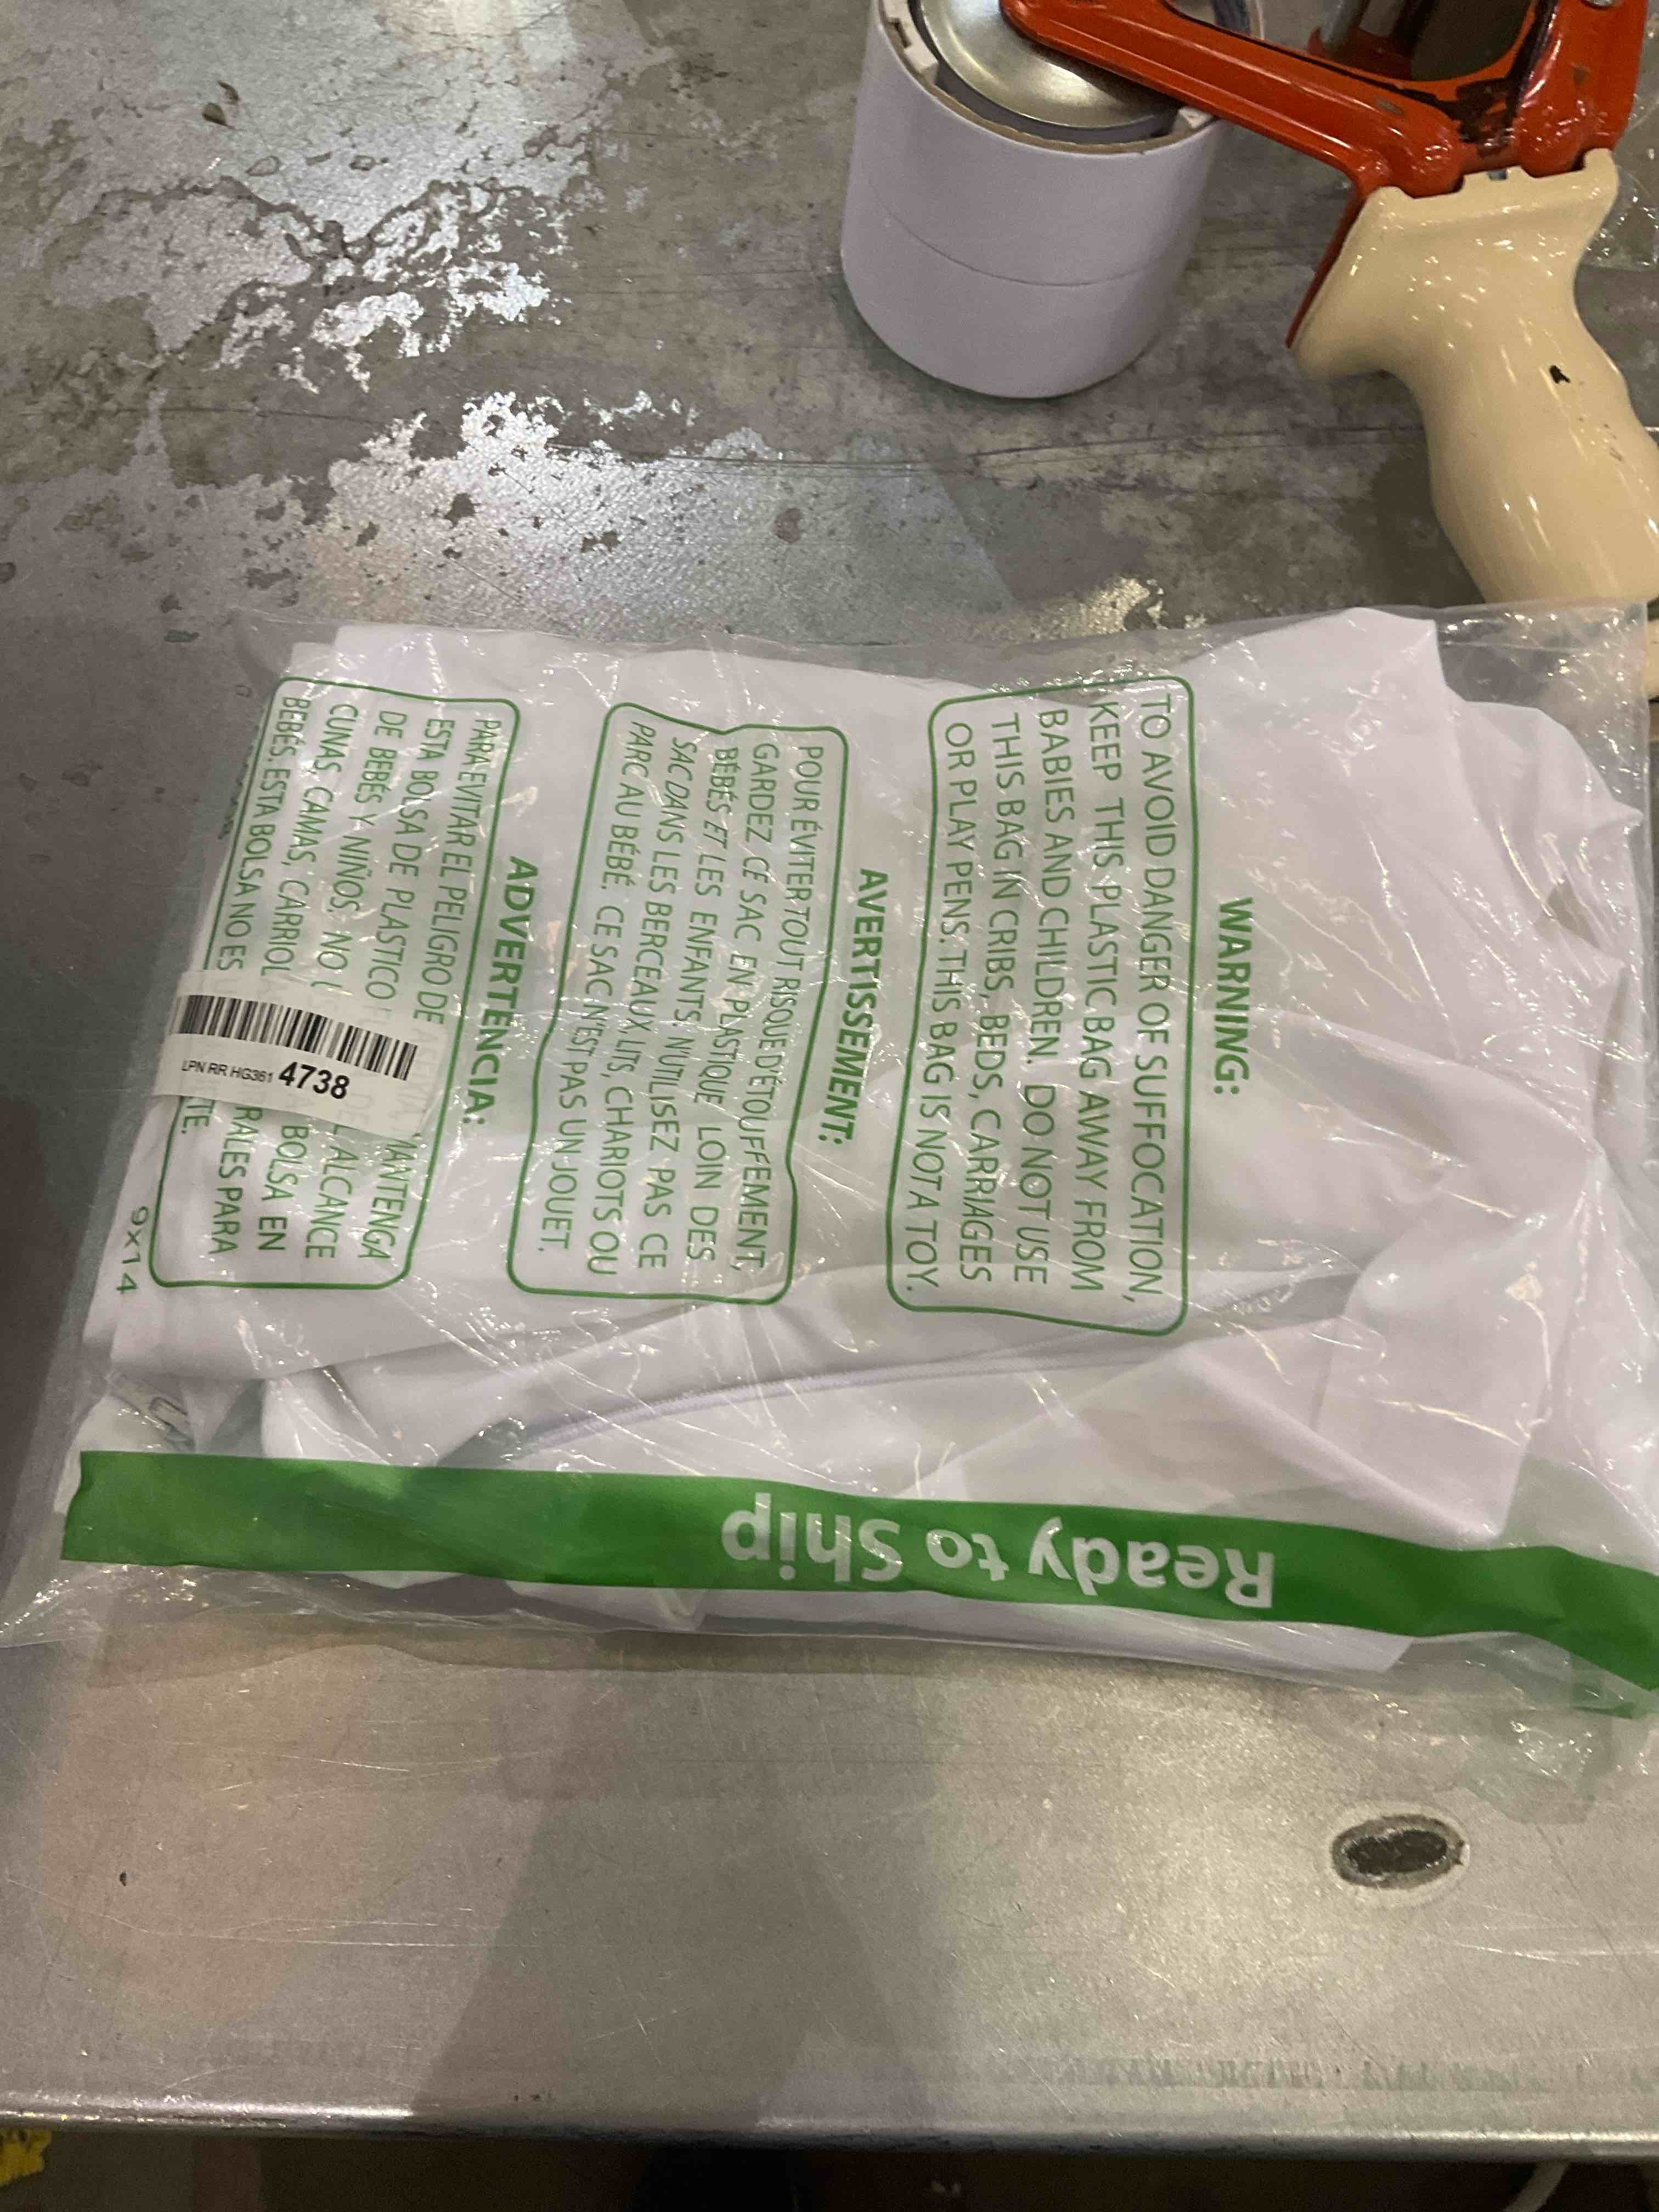 WARNING:
TO AVOID DANGER OF SUFFOCATION,
KEEP THIS PLASTIC BAG AWAY FROM
BABIES AND CHILDREN. DO NOT USE
THIS BAG IN CRIBS, BEDS, CARRIAGES
OR PLAY PENS. THIS BAG IS NOT A TOY.
AVERTISSEMENT:
POUR ÉVITER TOUT RISQUE D'ÉTOUFFEMENT,
GARDEZ CE SAC EN PLASTIQUE LOIN DES
BÉBÉS ET LES ENFANTS. N'UTILISEZ PAS CE
SAC DANS LES BERCEAUX, LITS, CHARIOTS OU
PARC AU BÉBÉ. CE SAC N'EST PAS UN JOUET.
ADVERTENCIA:
PARA EVITAR EL PELIGRO DE MANTENGA
ESTA BOLSA DE PLASTICO ALCANCE
DE BEBÉS Y NIÑOS. NO BOLSA EN
CUNAS, CAMAS, PARA
BEBÉS. ESTA BOLSA NO ES
LPN RR HG361 4738
9x14
Ready to Ship